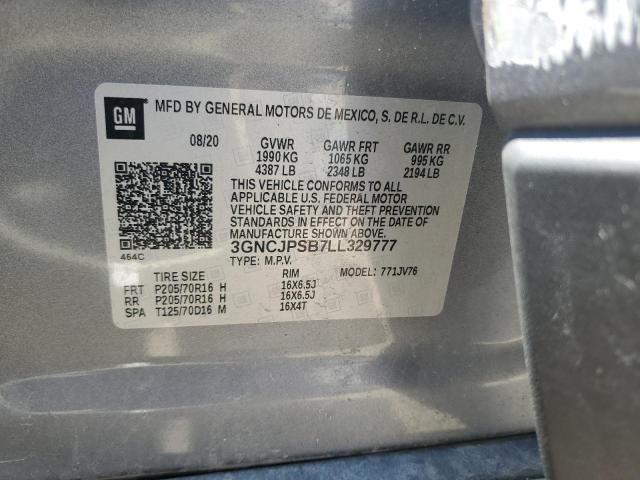 GM MFD BY GENERAL MOTORS DE MEXICO, S. DE R.L. DE C.V.
08/20 GVWR GAWR FRT GAWR RR
1990 KG 1065 KG 995 KG
4387 LB 2348 LB 2194 LB
THIS VEHICLE CONFORMS TO ALL
APPLICABLE U.S. FEDERAL MOTOR
VEHICLE SAFETY AND THEFT PREVENTION
STANDARDS IN EFFECT ON THE DATE OF
MANUFACTURE SHOWN ABOVE.
3GNCJPSB7LL329777
464C TYPE: M.P.V.
TIRE SIZE RIM MODEL: 771JV76
FRT P205/70R16 H 16X6.5J
RR P205/70R16 H 16X6.5J
SPA T125/70D16 M 16X4T